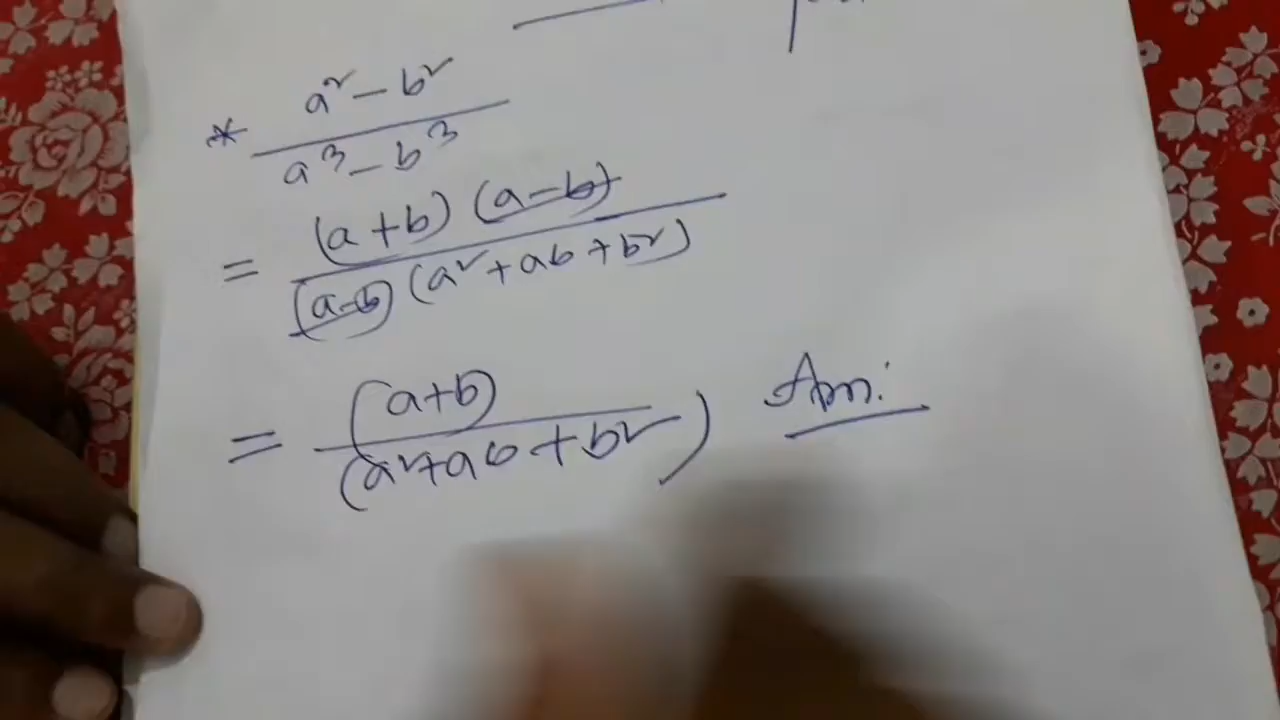 * a² - b² / a³ - b³
= (a+b) (a-b) / (a-b) (a² + ab + b²)
= (a+b) / (a²+ab+b²) Ans: